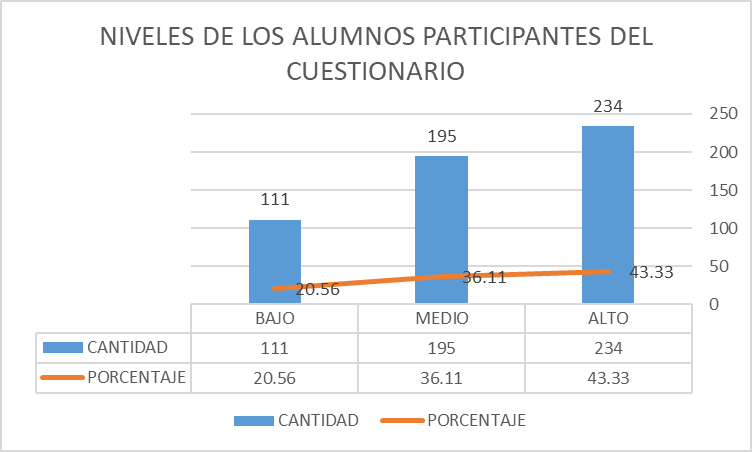 NIVELES DE LOS ALUMNOS PARTICIPANTES DEL
CUESTIONARIO
234
195
111
250
200
150
100
50
0
20.56
36.11
43.33
BAJO MEDIO ALTO
CANTIDAD 111 195 234
PORCENTAJE 20.56 36.11 43.33
CANTIDAD PORCENTAJE